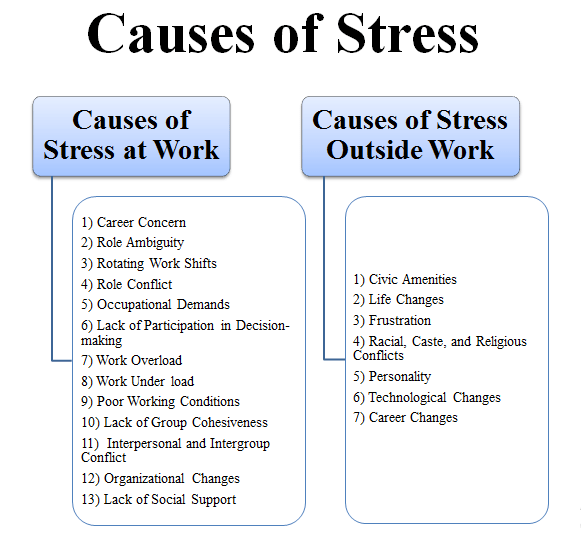 Causes of Stress
Causes of
Stress at Work
1) Career Concern
2) Role Ambiguity
3) Rotating Work Shifts
4) Role Conflict
5) Occupational Demands
6) Lack of Participation in Decision-
making
7) Work Overload
8) Work Under load
9) Poor Working Conditions
10) Lack of Group Cohesiveness
11) Interpersonal and Intergroup
Conflict
12) Organizational Changes
13) Lack of Social Support
Causes of Stress
Outside Work
1) Civic Amenities
2) Life Changes
3) Frustration
4) Racial, Caste, and Religious
Conflicts
5) Personality
6) Technological Changes
7) Career Changes